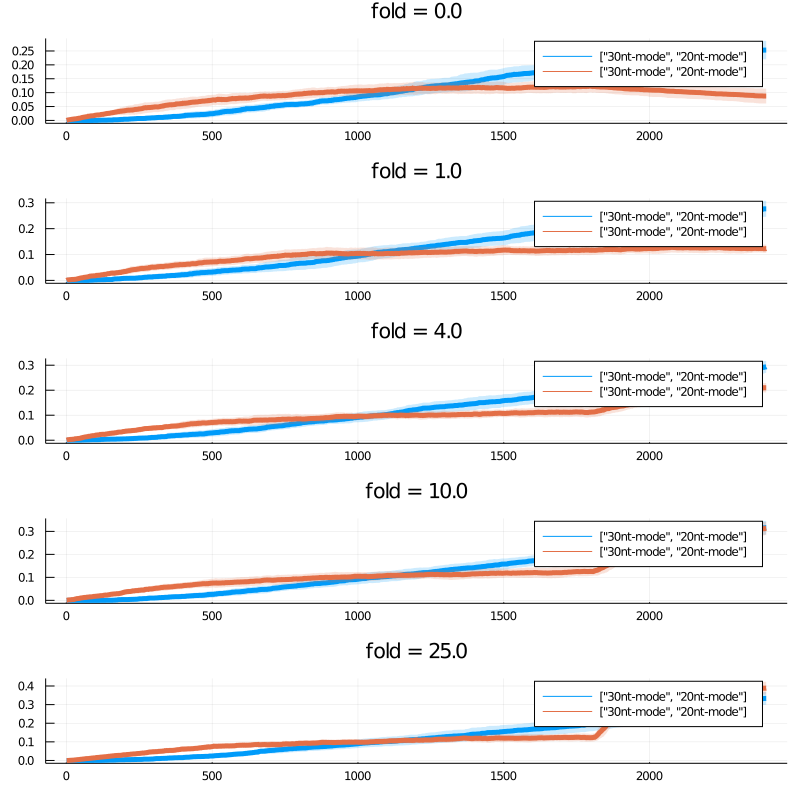 fold = 0.0
0.25
0.20
0.15
0.10
0.05
0.00
["30nt-mode", "20nt-mode"]
["30nt-mode", "20nt-mode"]
0 500 1000 1500 2000
fold = 1.0
0.3
0.2
0.1
0.0
["30nt-mode", "20nt-mode"]
["30nt-mode", "20nt-mode"]
0 500 1000 1500 2000
fold = 4.0
0.3
0.2
0.1
0.0
["30nt-mode", "20nt-mode"]
["30nt-mode", "20nt-mode"]
0 500 1000 1500 2000
fold = 10.0
0.3
0.2
0.1
0.0
["30nt-mode", "20nt-mode"]
["30nt-mode", "20nt-mode"]
0 500 1000 1500 2000
fold = 25.0
0.4
0.3
0.2
0.1
0.0
["30nt-mode", "20nt-mode"]
["30nt-mode", "20nt-mode"]
0 500 1000 1500 2000